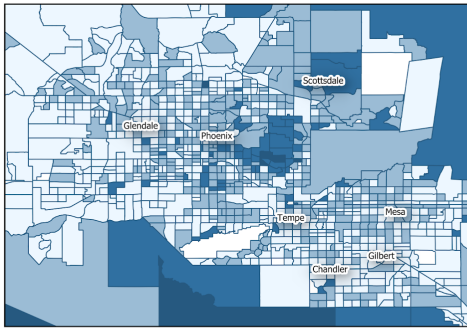 Scottsdale
Glendale
Phoenix
Tempe
Mesa
Gilbert
Chandler